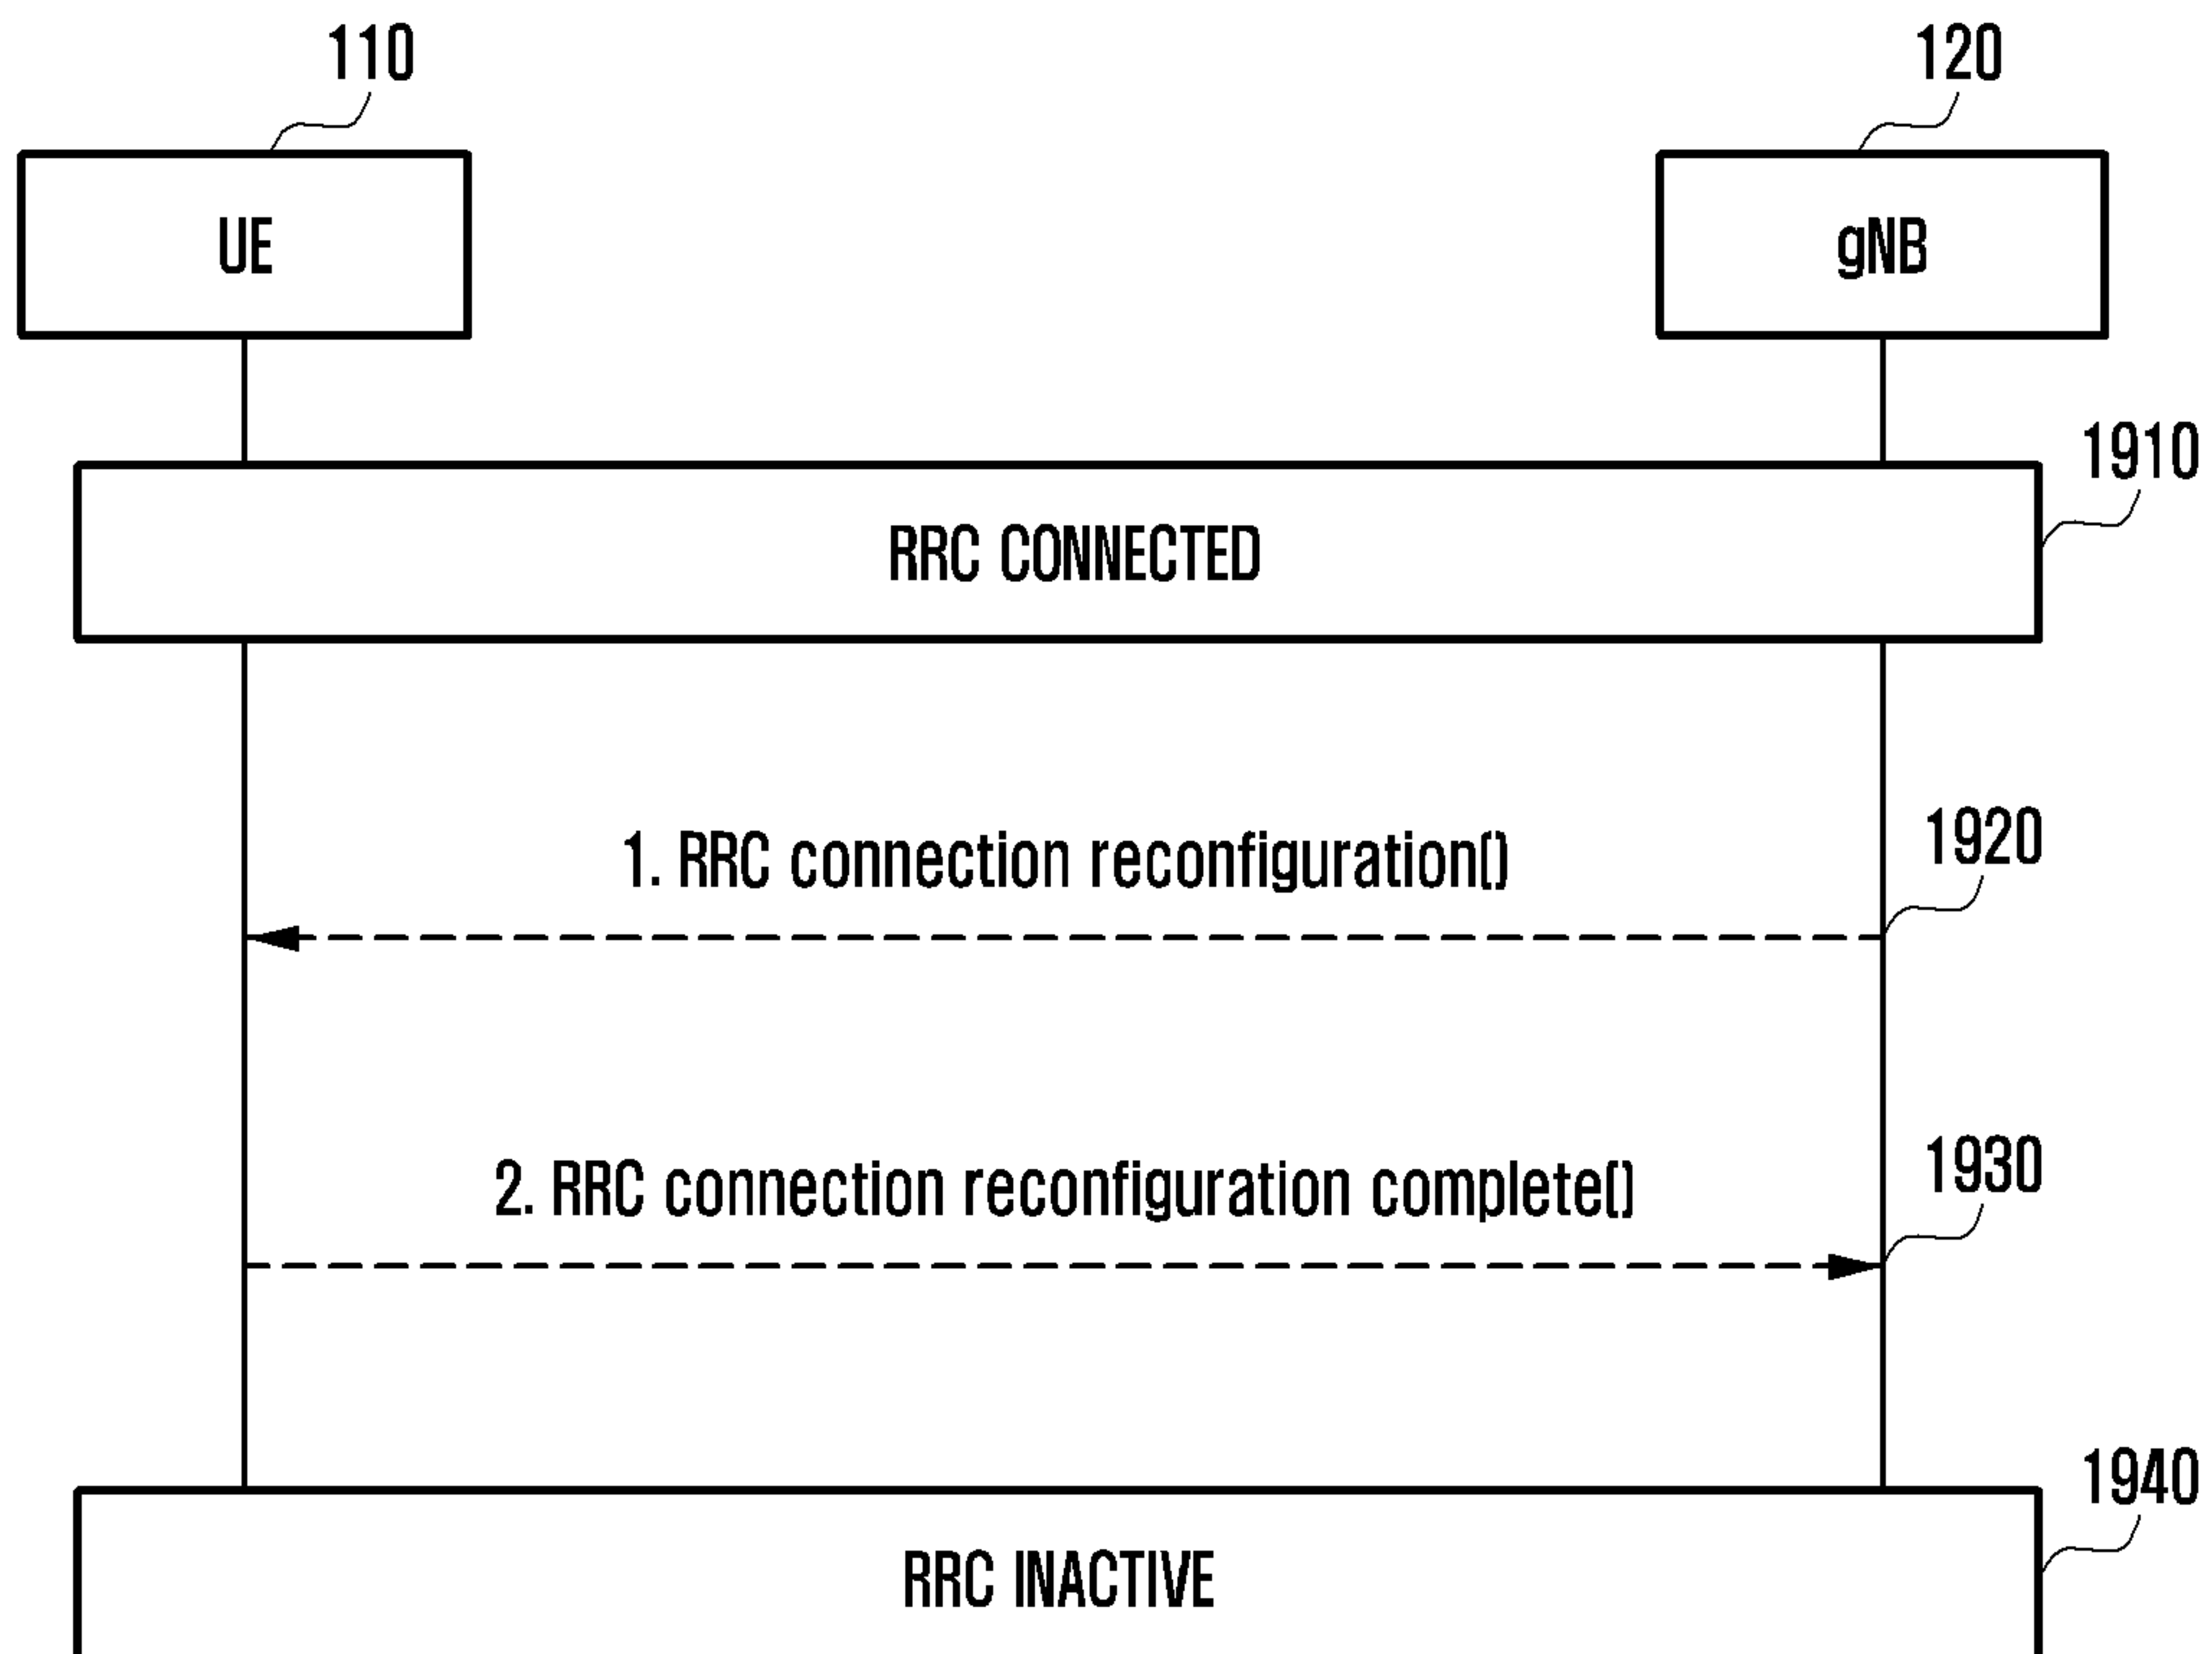 110
120
UE
gNB
1910
RRC CONNECTED
1920
1. RRC connection reconfiguration()
1930
2. RRC connection reconfiguration complete()
1940
RRC INACTIVE